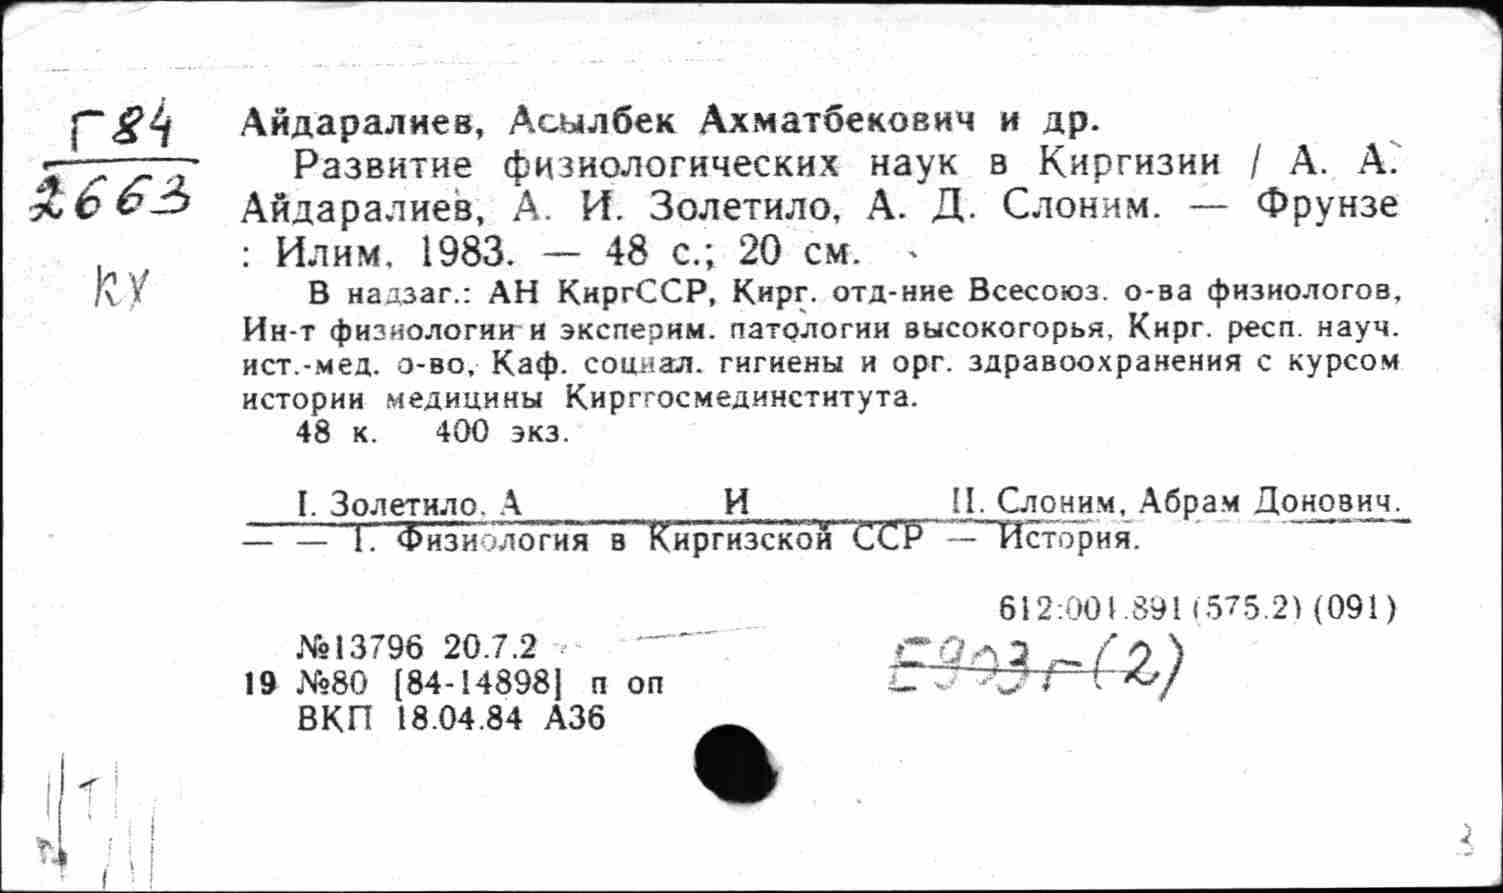 Г84
2663
kх
Айдаралиев, Асылбек Ахматбекович и др.
Развитие физиологических наук в Киргизии / А. А.
Айдаралиев, А. И. Золетило, А. Д. Слоним. — Фрунзе
: Илим, 1983. — 48 с.; 20 см.
В надзаг.: АН КиргССР, Кирг. отд-ние Всесоюз. о-ва физиологов,
Ин-т физиологии и эксперим. патологии высокогорья, Кирг. респ. науч.
ист.-мед. о-во, Каф. социал. гигиены и орг. здравоохранения с курсом
истории медицины Кирггосмединститута.
48 к. 400 экз.
I. Золетило, А И II. Слоним, Абрам Донович.
— — 1. Физиология в Киргизской ССР — История.
612:001.891(575.2)(091)
№13796 20.7.2
Е903г(2)
19 №80 [84-14898] п оп
ВКП 18.04.84 А36
3